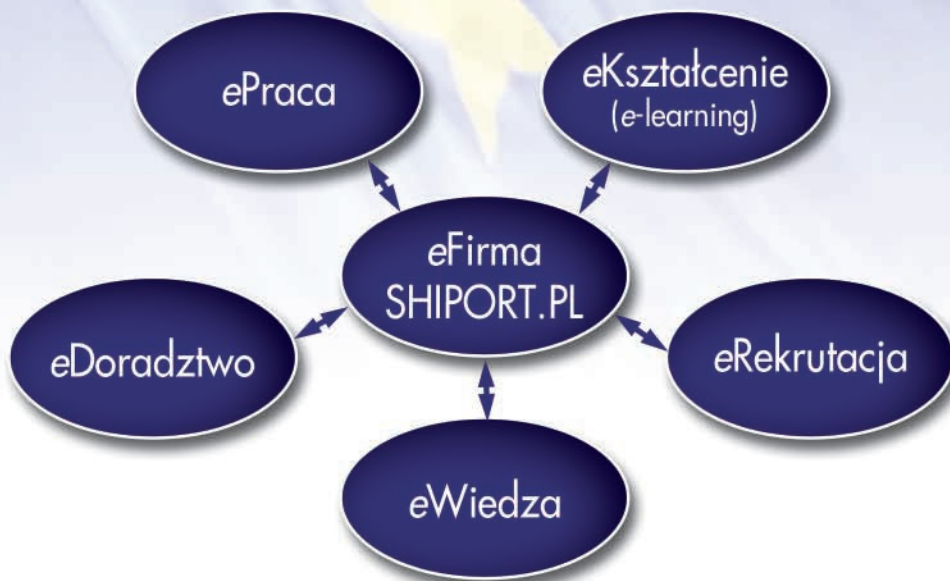 ePraca
eKształcenie
(e-learning)
eFirma
SHIPORT.PL
eDoradztwo
eRekrutacja
eWiedza